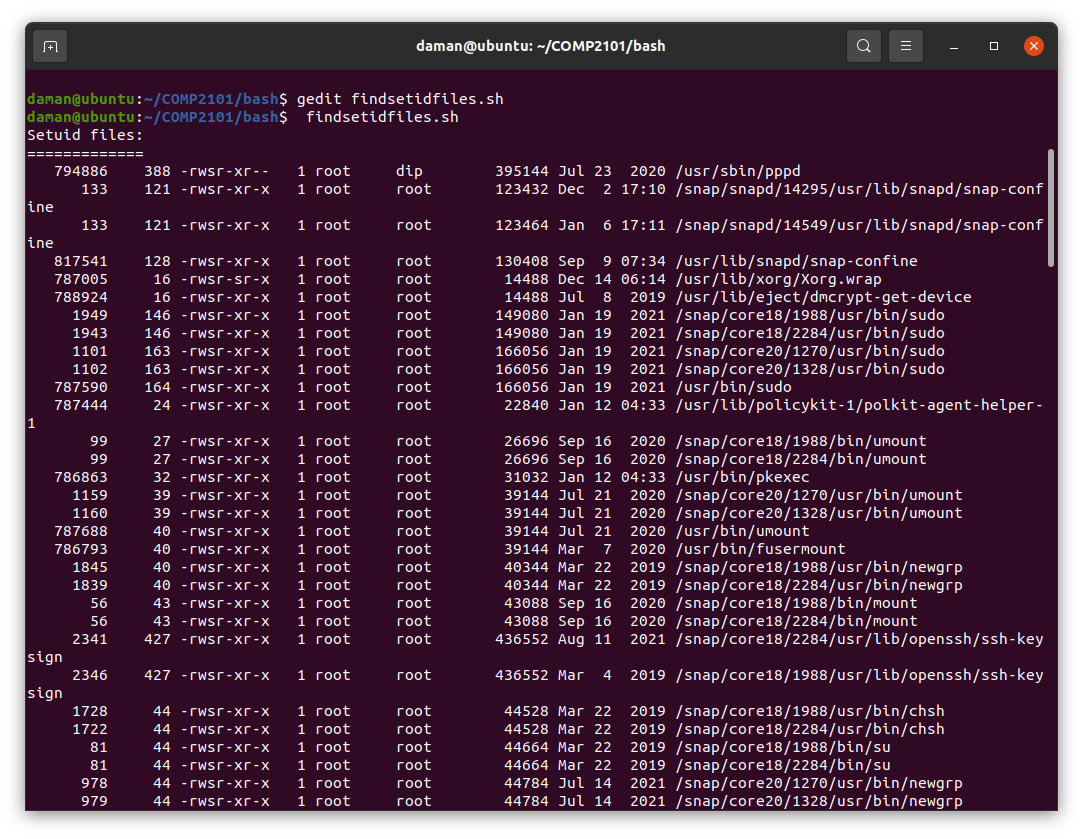 daman@ubuntu: ~/COMP2101/bash
daman@ubuntu:~/COMP2101/bash$ gedit findsetidfiles.sh
daman@ubuntu:~/COMP2101/bash$  findsetidfiles.sh
Setuid files:
=============
   794886    388 -rwsr-xr--   1 root     dip        395144 Jul 23  2020 /usr/sbin/pppd
      133    121 -rwsr-xr-x   1 root     root       123432 Dec  2 17:10 /snap/snapd/14295/usr/lib/snapd/snap-conf
ine
      133    121 -rwsr-xr-x   1 root     root       123464 Jan  6 17:11 /snap/snapd/14549/usr/lib/snapd/snap-conf
ine
   817541    128 -rwsr-xr-x   1 root     root       130408 Sep  9 07:34 /usr/lib/snapd/snap-confine
   787005     16 -rwsr-sr-x   1 root     root        14488 Dec 14 06:14 /usr/lib/xorg/Xorg.wrap
   788924     16 -rwsr-xr-x   1 root     root        14488 Jul  8  2019 /usr/lib/eject/dmcrypt-get-device
     1949    146 -rwsr-xr-x   1 root     root       149080 Jan 19  2021 /snap/core18/1988/usr/bin/sudo
     1943    146 -rwsr-xr-x   1 root     root       149080 Jan 19  2021 /snap/core18/2284/usr/bin/sudo
     1101    163 -rwsr-xr-x   1 root     root       166056 Jan 19  2021 /snap/core20/1270/usr/bin/sudo
     1102    163 -rwsr-xr-x   1 root     root       166056 Jan 19  2021 /snap/core20/1328/usr/bin/sudo
   787590    164 -rwsr-xr-x   1 root     root       166056 Jan 19  2021 /usr/bin/sudo
   787444     24 -rwsr-xr-x   1 root     root        22840 Jan 12 04:33 /usr/lib/policykit-1/polkit-agent-helper-
1
       99     27 -rwsr-xr-x   1 root     root        26696 Sep 16  2020 /snap/core18/1988/bin/umount
       99     27 -rwsr-xr-x   1 root     root        26696 Sep 16  2020 /snap/core18/2284/bin/umount
   786863     32 -rwsr-xr-x   1 root     root        31032 Jan 12 04:33 /usr/bin/pkexec
     1159     39 -rwsr-xr-x   1 root     root        39144 Jul 21  2020 /snap/core20/1270/usr/bin/umount
     1160     39 -rwsr-xr-x   1 root     root        39144 Jul 21  2020 /snap/core20/1328/usr/bin/umount
   787688     40 -rwsr-xr-x   1 root     root        39144 Jul 21  2020 /usr/bin/umount
   786793     40 -rwsr-xr-x   1 root     root        39144 Mar  7  2020 /usr/bin/fusermount
     1845     40 -rwsr-xr-x   1 root     root        40344 Mar 22  2019 /snap/core18/1988/usr/bin/newgrp
     1839     40 -rwsr-xr-x   1 root     root        40344 Mar 22  2019 /snap/core18/2284/usr/bin/newgrp
       56     43 -rwsr-xr-x   1 root     root        43088 Sep 16  2020 /snap/core18/1988/bin/mount
       56     43 -rwsr-xr-x   1 root     root        43088 Sep 16  2020 /snap/core18/2284/bin/mount
     2341    427 -rwsr-xr-x   1 root     root       436552 Aug 11  2021 /snap/core18/2284/usr/lib/openssh/ssh-key
sign
     2346    427 -rwsr-xr-x   1 root     root       436552 Mar  4  2019 /snap/core18/1988/usr/lib/openssh/ssh-key
sign
     1728     44 -rwsr-xr-x   1 root     root        44528 Mar 22  2019 /snap/core18/1988/usr/bin/chsh
     1722     44 -rwsr-xr-x   1 root     root        44528 Mar 22  2019 /snap/core18/2284/usr/bin/chsh
       81     44 -rwsr-xr-x   1 root     root        44664 Mar 22  2019 /snap/core18/1988/bin/su
       81     44 -rwsr-xr-x   1 root     root        44664 Mar 22  2019 /snap/core18/2284/bin/su
      978     44 -rwsr-xr-x   1 root     root        44784 Jul 14  2021 /snap/core20/1270/usr/bin/newgrp
      979     44 -rwsr-xr-x   1 root     root        44784 Jul 14  2021 /snap/core20/1328/usr/bin/newgrp